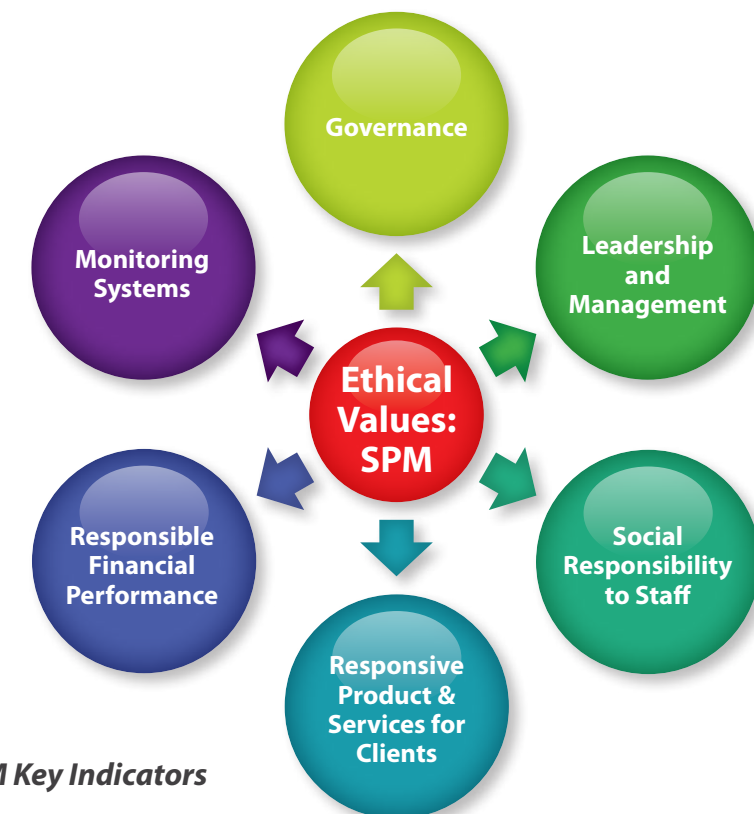 Governance
Leadership
and
Management
Monitoring
Systems
Ethical
Values:
SPM
Responsible
Financial
Performance
Social
Responsibility
to Staff
Responsive
Product &
Services for
Clients
Key Indicators